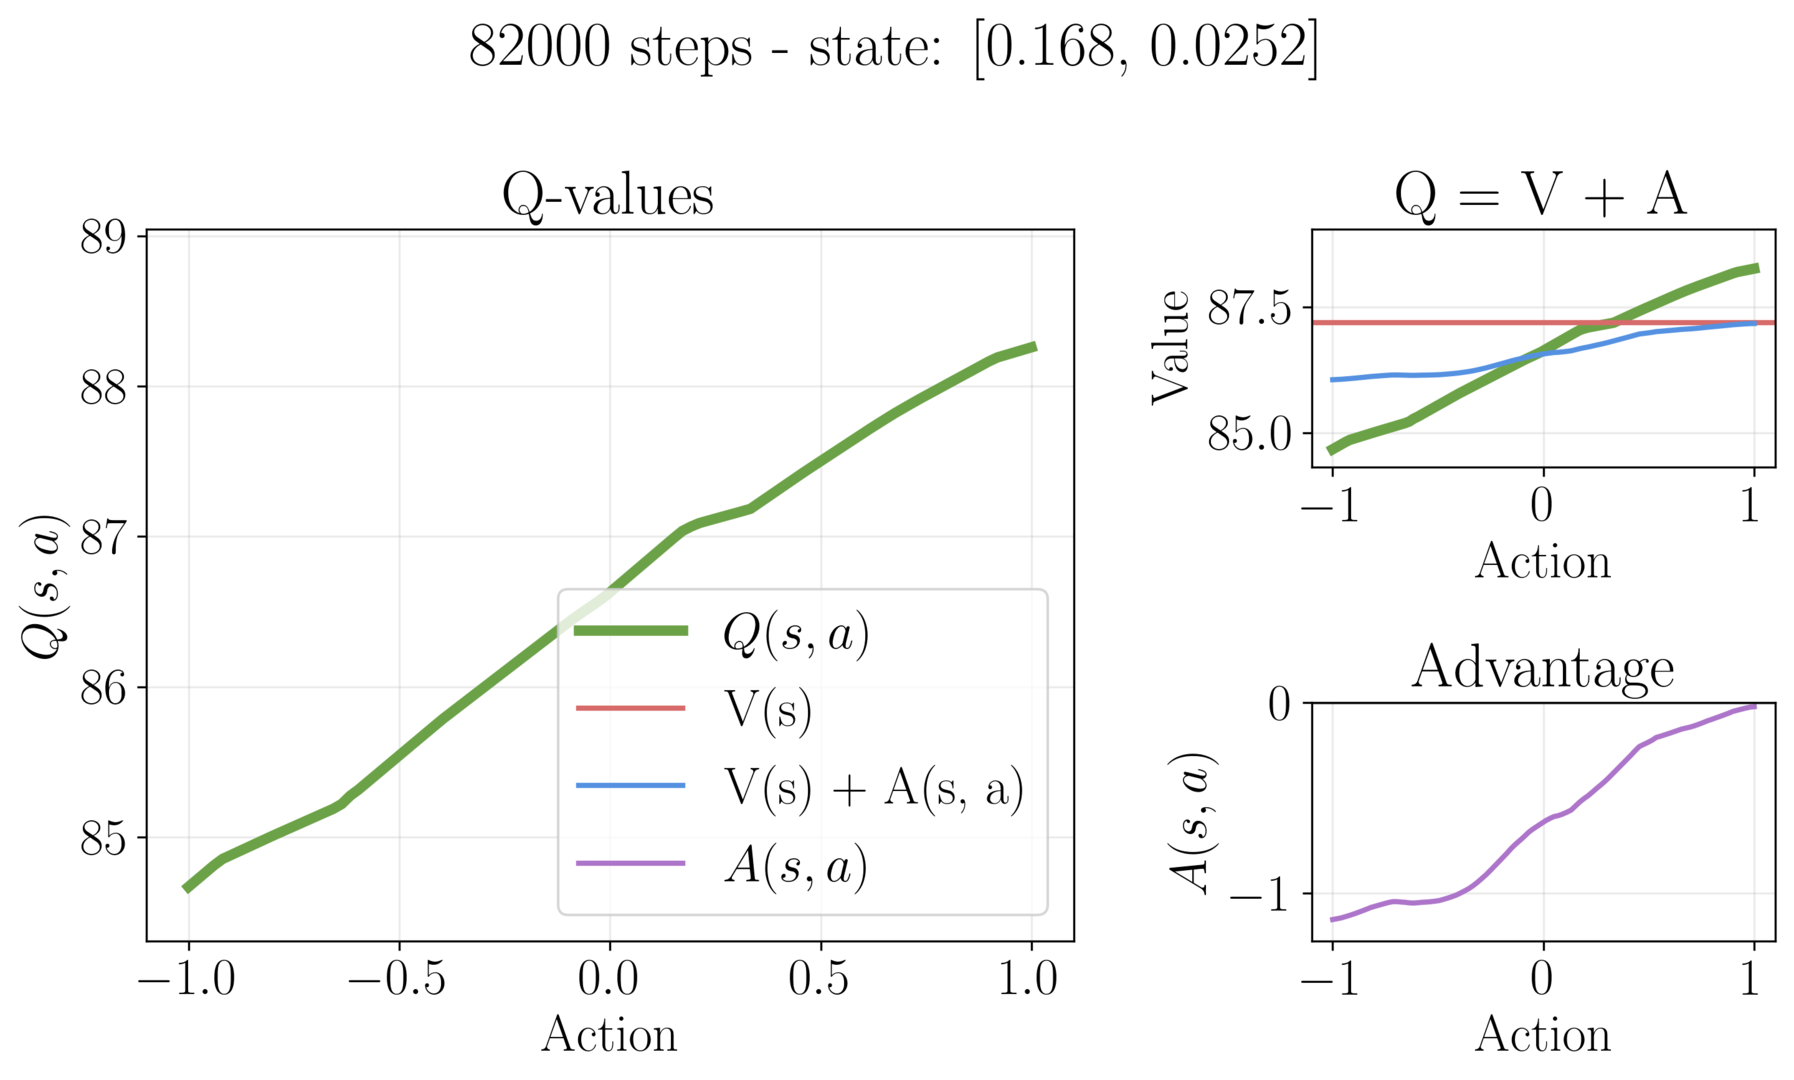 82000 steps - state: [0.168, 0.0252]
Q-values
89
88
87
86
85
Q(s, a)
−1.0 −0.5 0.0 0.5 1.0
Action
Q(s, a)
V(s)
V(s) + A(s, a)
A(s, a)
Q = V + A
Value
87.5
85.0
−1 0 1
Action
Advantage
A(s, a)
0
−1
−1 0 1
Action